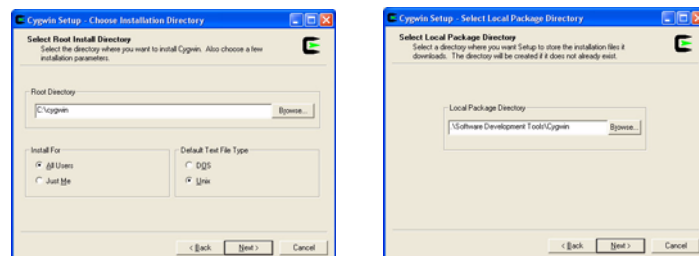 Cygwin Setup - Choose Installation Directory
Select Root Install Directory
Select the directory where you want to install Cygwin. Also choose a few
installation parameters.
Root Directory
C:\cygwin
Browse...
Install For
All Users
Just Me
Default Text File Type
DOS
Unix
< Back
Next >
Cancel
Cygwin Setup - Select Local Package Directory
Select Local Package Directory
Select a directory where you want Setup to store the installation files it
downloads. The directory will be created if it does not already exist.
Local Package Directory
.\Software Development Tools\Cygwin
Browse...
< Back
Next >
Cancel